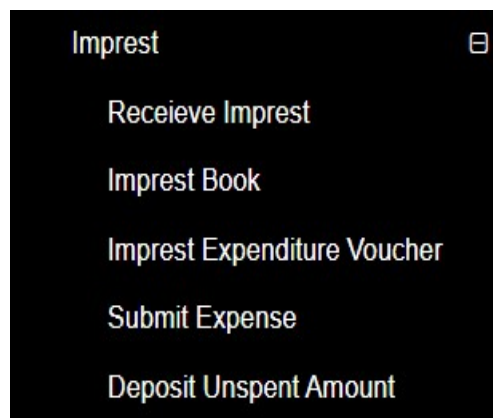 Imprest
Receieve Imprest
Imprest Book
Imprest Expenditure Voucher
Submit Expense
Deposit Unspent Amount